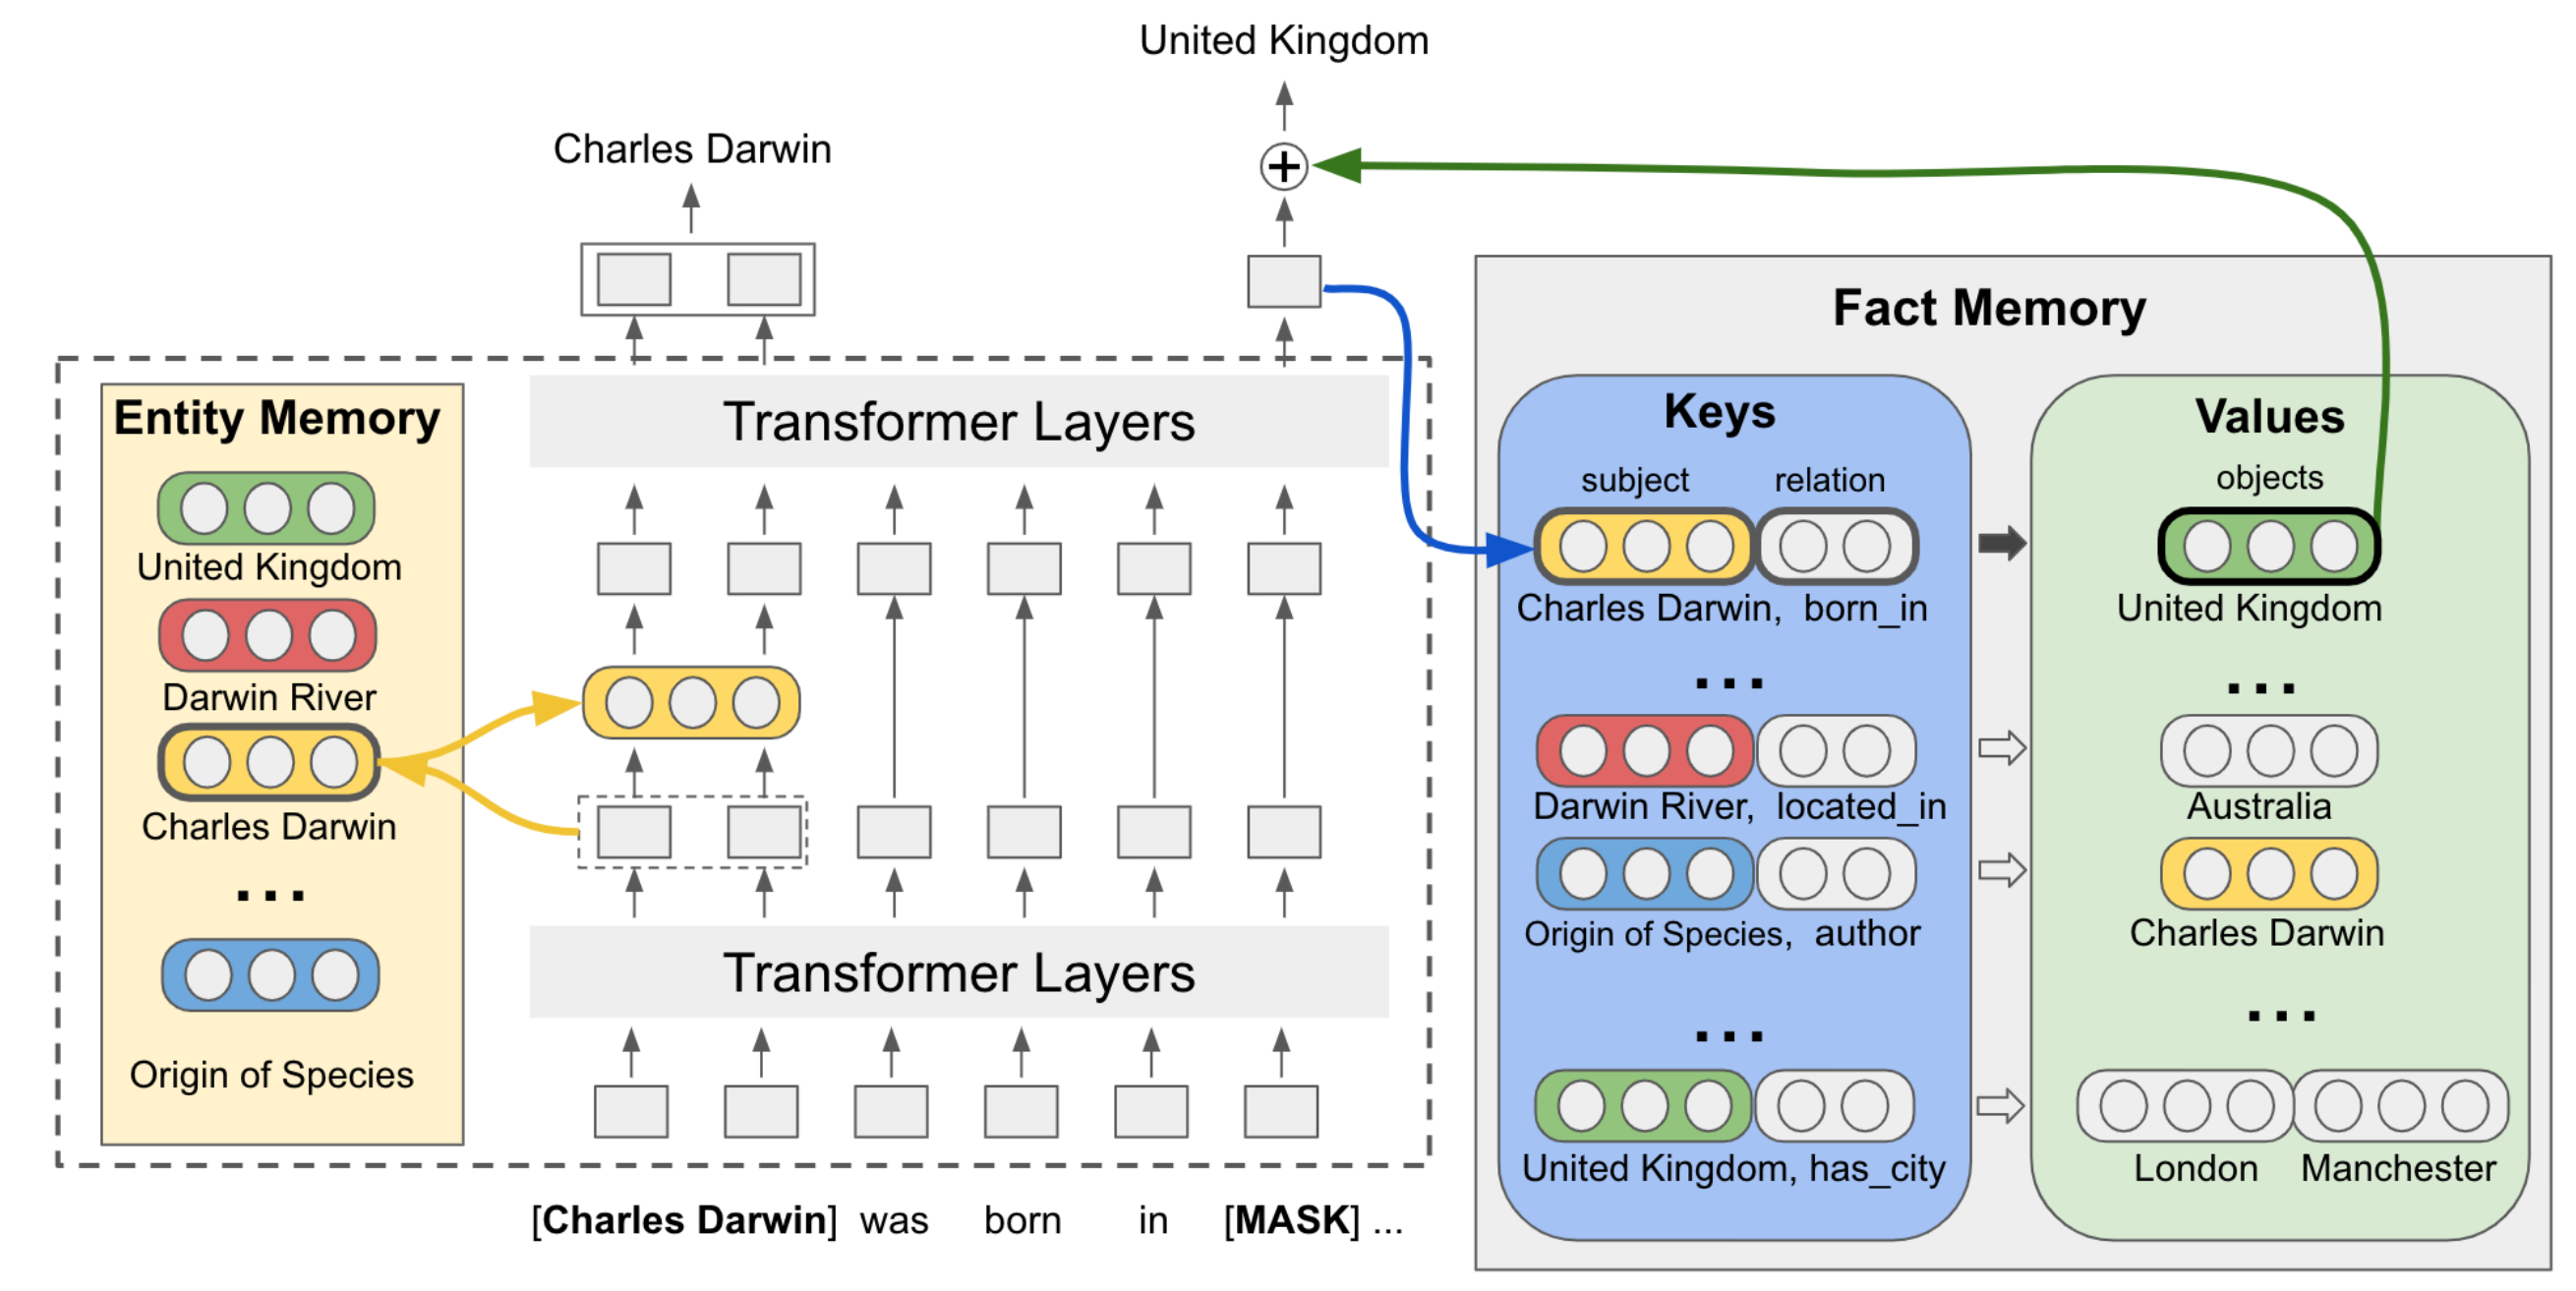 United Kingdom
Charles Darwin
Entity Memory
United Kingdom
Darwin River
Charles Darwin
...
Origin of Species
Transformer Layers
Transformer Layers
[Charles Darwin] was born in [MASK] ...
Fact Memory
Keys
subject relation
Charles Darwin, born_in
...
Darwin River, located_in
Origin of Species, author
...
United Kingdom, has_city
Values
objects
United Kingdom
...
Australia
Charles Darwin
...
London Manchester